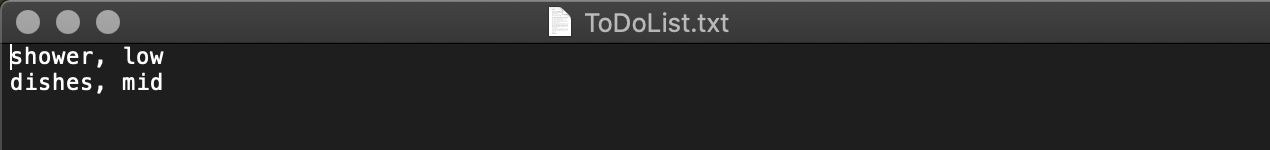 ToDoList.txt
shower, low
dishes, mid